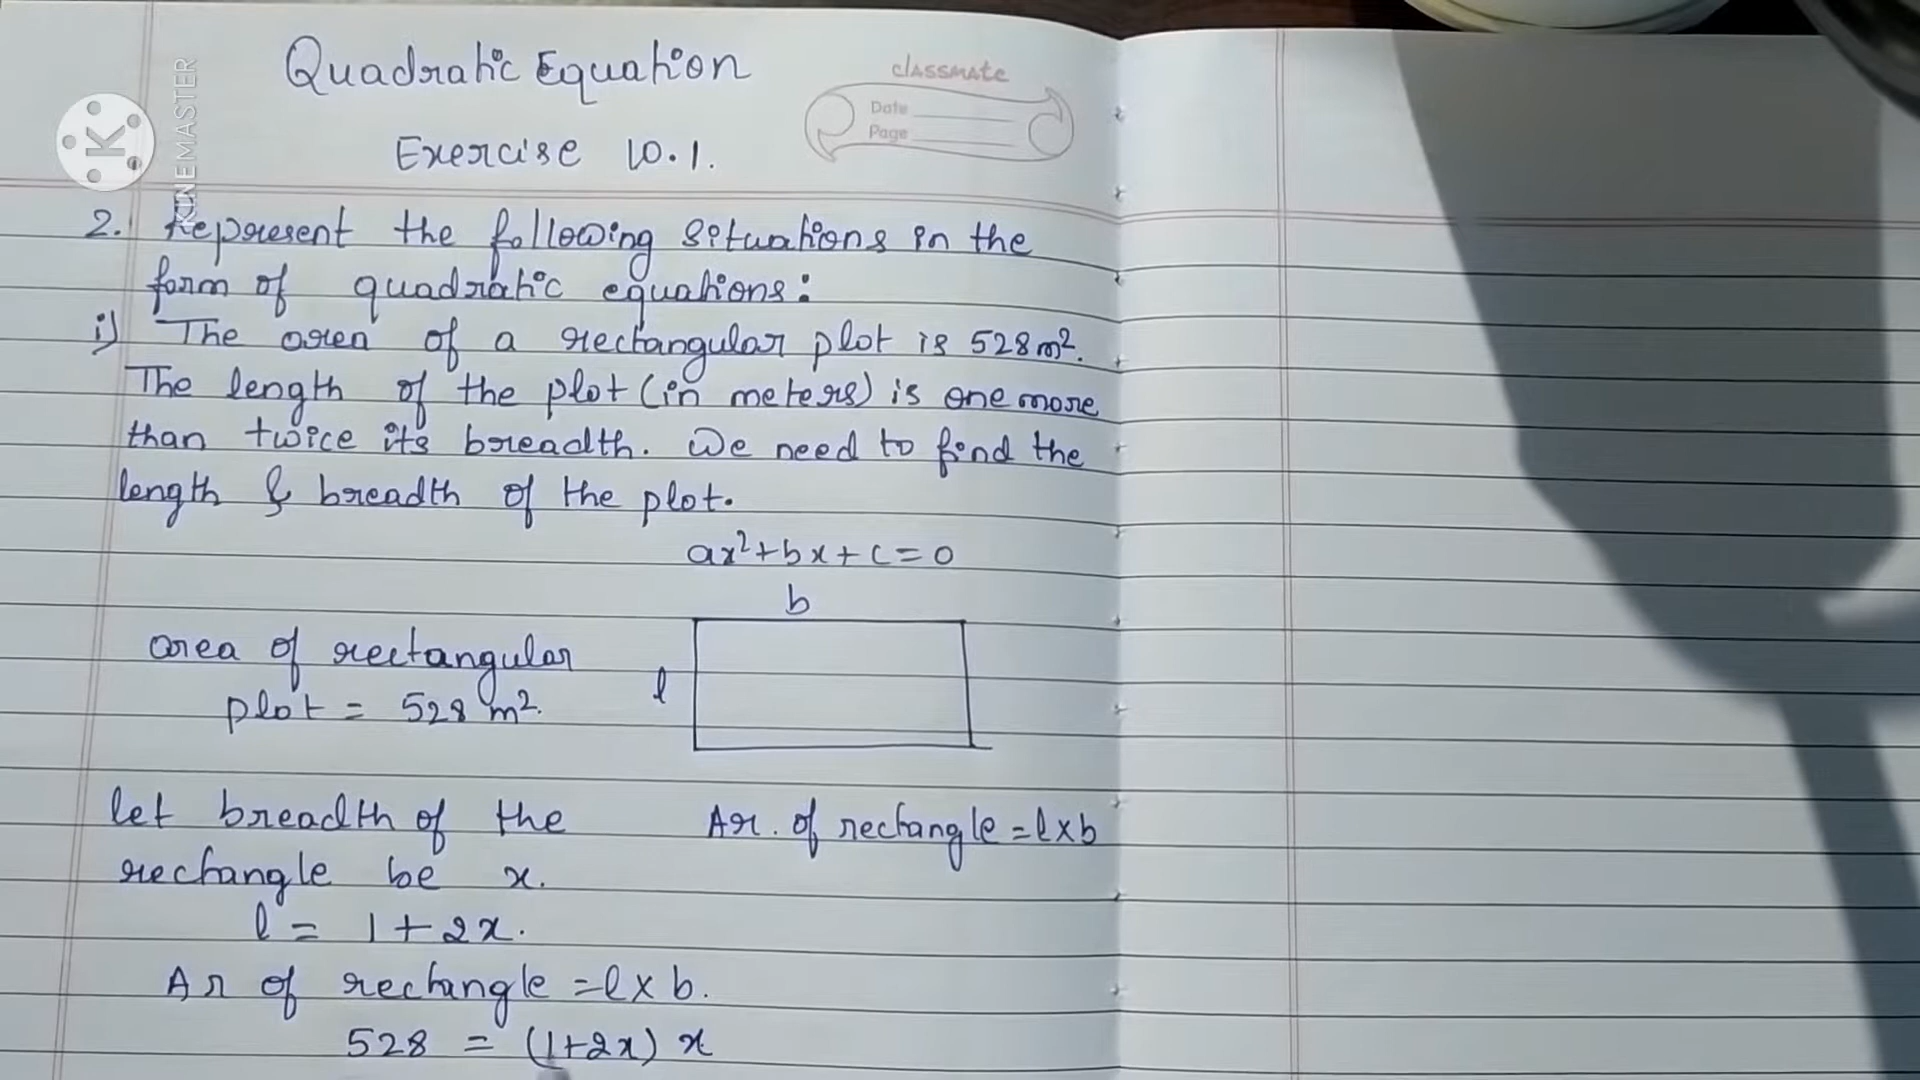 Quadratic Equation
classmate
Date
Page
Exercise 10.1.
KINEMASTER
2. Represent the following situations in the
form of quadratic equations:
i) The area of a rectangular plot is 528m².
The length of the plot (in meters) is one more
than twice its breadth. We need to find the
length & breadth of the plot.
ax²+bx+c=0
b
area of rectangular
plot = 528 m².
l
let breadth of the
rectangle be x.
Ar. of rectangle = l×b
l = 1+2x.
Ar of rectangle = l×b.
528 = (1+2x) x